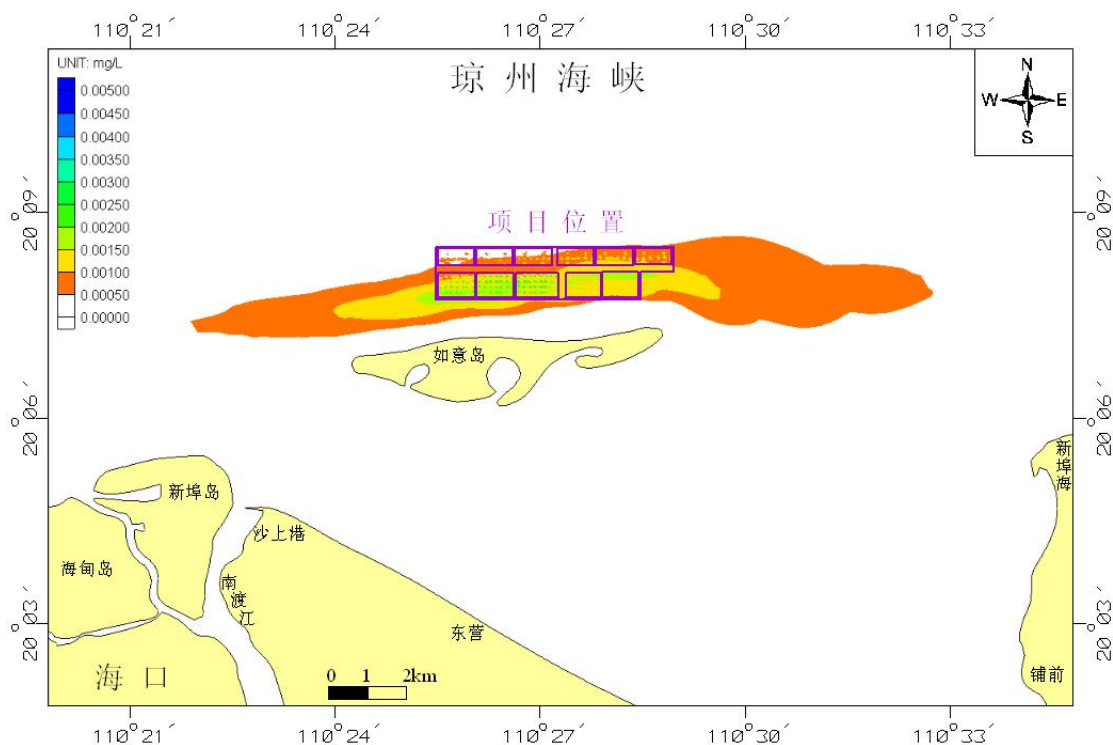 110°21′ 110°24′ 110°27′ 110°30′ 110°33′
UNIT: mg/L
0.00500
0.00450
0.00400
0.00350
0.00300
0.00200
0.00150
0.00100
0.00050
0.00000
琼州海峡
N
W E
S
20°09′ 20°09′
项目位置
如意岛
20°06′ 20°06′
新埠海
新埠岛
沙上港
海甸岛
南渡江
20°03′ 20°03′
东营
海口
0 1 2km
铺前
110°21′ 110°24′ 110°27′ 110°30′ 110°33′